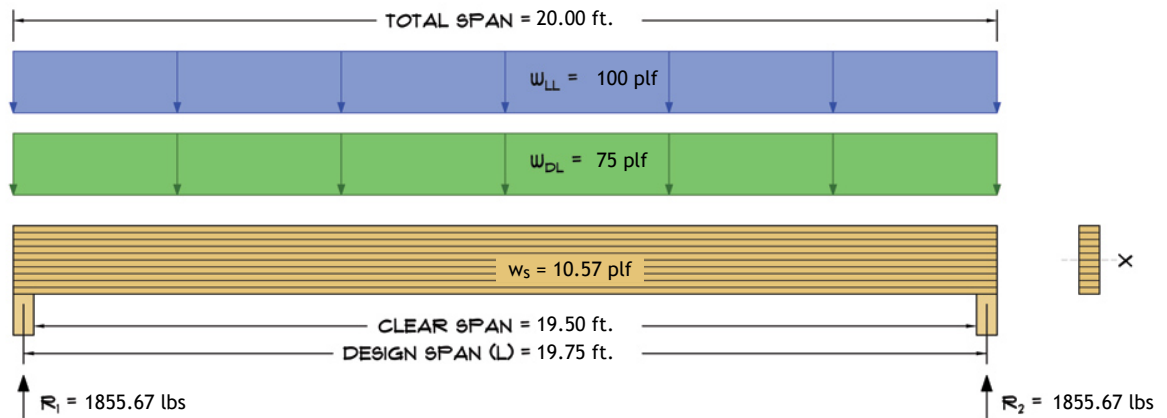 TOTAL SPAN = 20.00 ft.
WLL = 100 plf
WDL = 75 plf
ws = 10.57 plf
X
CLEAR SPAN = 19.50 ft.
DESIGN SPAN (L) = 19.75 ft.
R1 = 1855.67 lbs
R2 = 1855.67 lbs